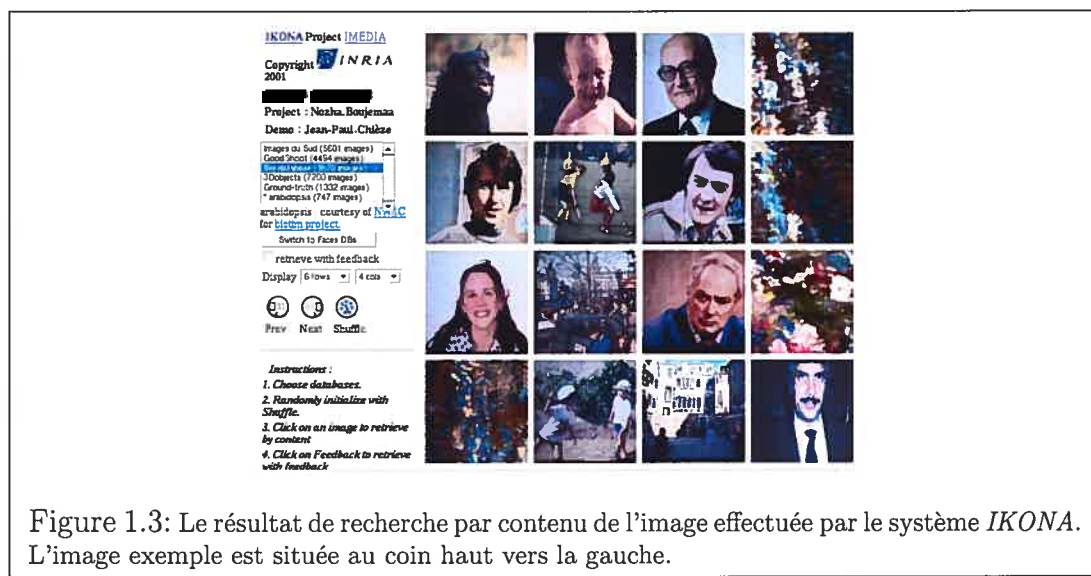 IKONA Project IMEDIA
Copyright INRIA
2001
Project : Nozha.Boujemaa
Demo : Jean-Paul.Chièze
Images du Sud (5601 images)
Good Shoot (4494 images)
3Dobjects (7200 images)
Ground-truth (1332 images)
* arabidopsis (747 images)
arabidopsis courtesy of
for project.
Switch to Faces DBs
retrieve with feedback
Display 6 rows 4 cols
Prev Next Shuffle
Instructions :
1. Choose databases.
2. Randomly initialize with
Shuffle.
3. Click on an image to retrieve
by content
4. Click on Feedback to retrieve
with feedback
Figure 1.3: Le résultat de recherche par contenu de l'image effectuée par le système IKONA.
L'image exemple est située au coin haut vers la gauche.